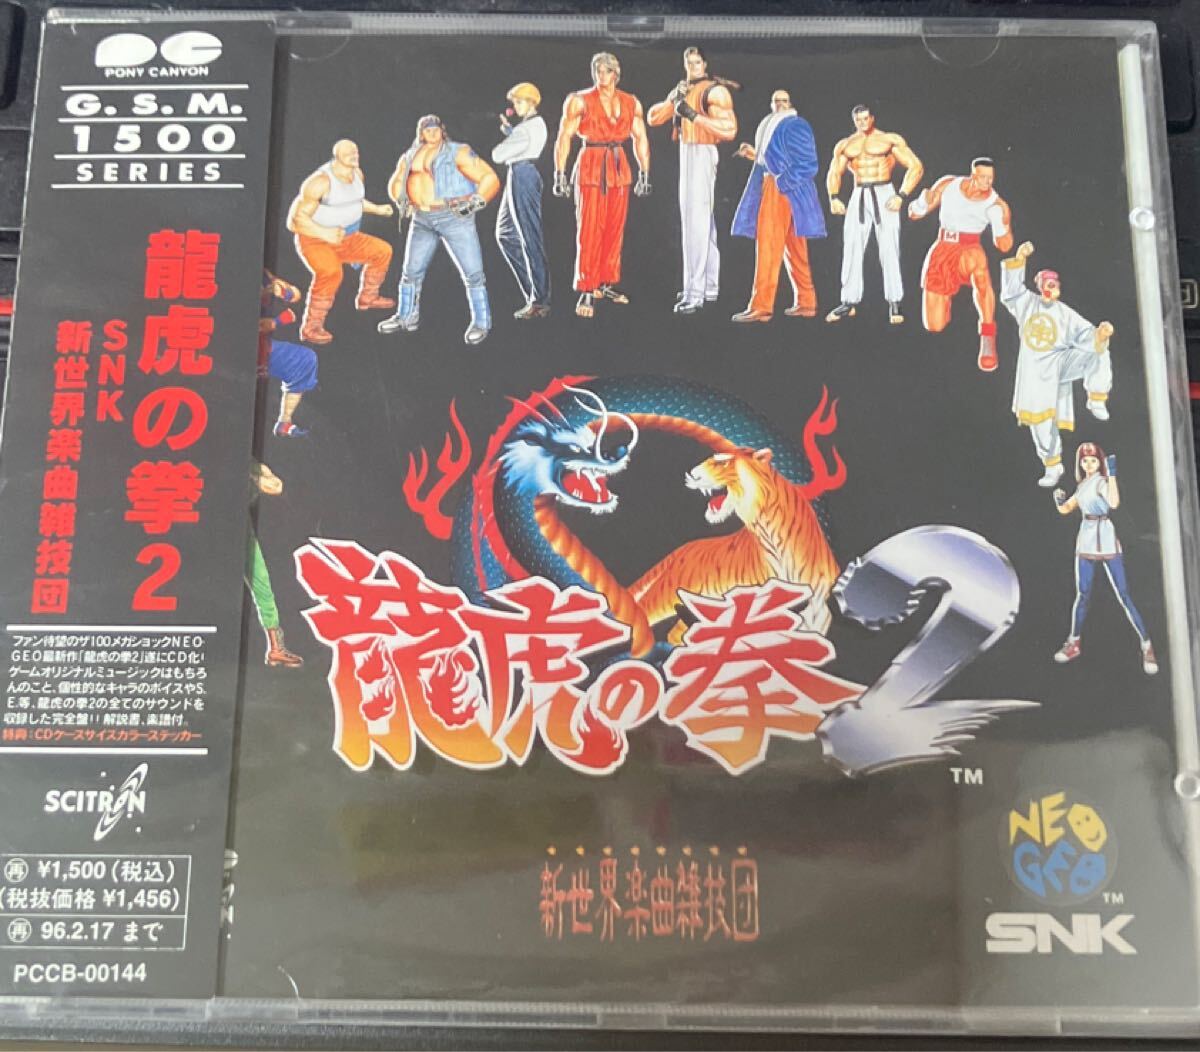 PONY CANYON
G. S. M.
1500
SERIES
龍虎の拳2
SNK
新世界楽曲雑技団
ファン待望のザ100メガショックNEO・
GEO最新作「龍虎の拳2」遂にCD化!
ゲームオリジナルミュージックはもちろ
んのこと、個性的なキャラのボイスやS.
E.等、龍虎の拳2の全てのサウンドを
収録した完全盤!!解説書、楽譜付。
特典:CDケースサイズカラーステッカー
SCITRON
再 ¥1,500(税込)
(税抜価格 ¥1,456)
再 96.2.17 まで
PCCB-00144
龍虎の拳2
TM
新世界楽曲雑技団
NEO
GEO
TM
SNK